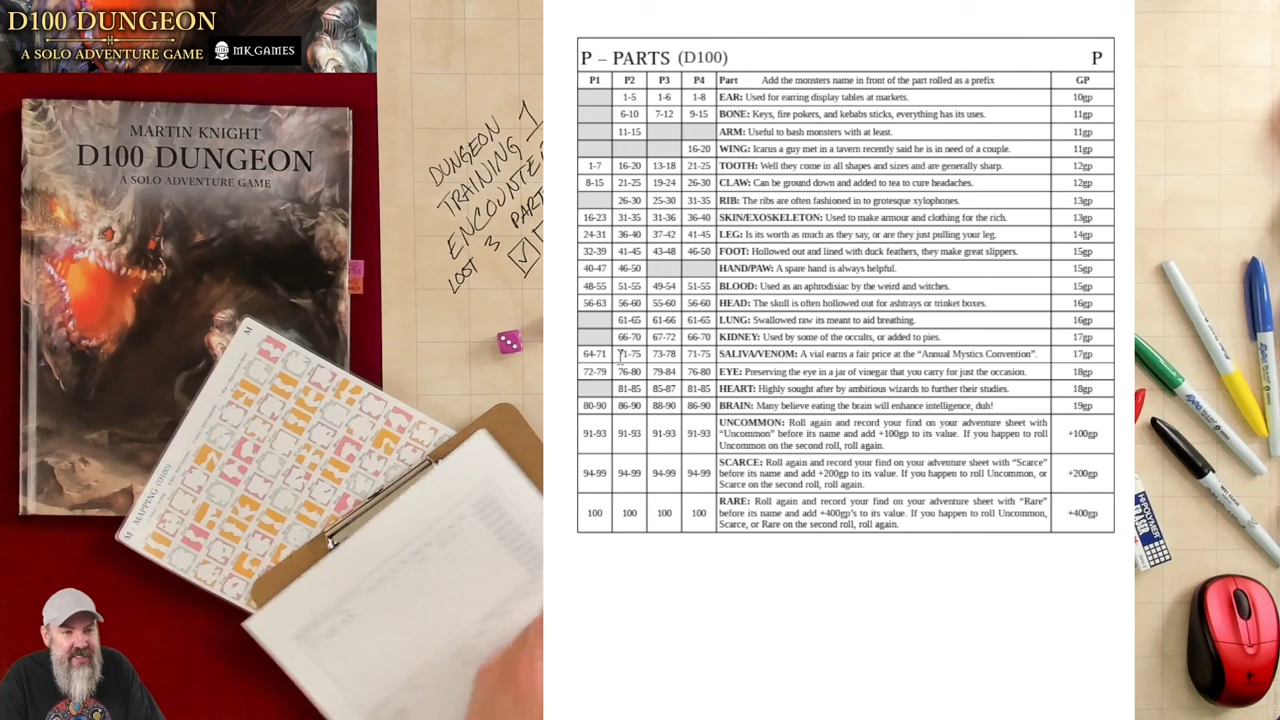 D100 DUNGEON
A SOLO ADVENTURE GAME
MK GAMES
MARTIN KNIGHT
D100 DUNGEON
A SOLO ADVENTURE GAME
DUNGEON 1
TRAINING
ENCOUNTE
LOST 3 PART
MAPPING (D100)
M
M
P – PARTS (D100) P
P1 P2 P3 P4 Part Add the monsters name in front of the part rolled as a prefix GP
1-5 1-6 1-8 EAR: Used for earring display tables at markets. 10gp
6-10 7-12 9-15 BONE: Keys, fire pokers, and kebabs sticks, everything has its uses. 11gp
11-15 ARM: Useful to bash monsters with at least. 11gp
16-20 WING: Icarus a guy met in a tavern recently said he is in need of a couple. 11gp
1-7 16-20 13-18 21-25 TOOTH: Well they come in all shapes and sizes and are generally sharp. 12gp
8-15 21-25 19-24 26-30 CLAW: Can be ground down and added to tea to cure headaches. 12gp
26-30 25-30 31-35 RIB: The ribs are often fashioned in to grotesque xylophones. 13gp
16-23 31-35 31-36 36-40 SKIN/EXOSKELETON: Used to make armour and clothing for the rich. 13gp
24-31 36-40 37-42 41-45 LEG: Is its worth as much as they say, or are they just pulling your leg. 14gp
32-39 41-45 43-48 46-50 FOOT: Hollowed out and lined with duck feathers, they make great slippers. 15gp
40-47 46-50 HAND/PAW: A spare hand is always helpful. 15gp
48-55 51-55 49-54 51-55 BLOOD: Used as an aphrodisiac by the weird and witches. 15gp
56-63 56-60 55-60 56-60 HEAD: The skull is often hollowed out for ashtrays or trinket boxes. 16gp
61-65 61-66 61-65 LUNG: Swallowed raw its meant to aid breathing. 16gp
66-70 67-72 66-70 KIDNEY: Used by some of the occults, or added to pies. 17gp
64-71 71-75 73-78 71-75 SALIVA/VENOM: A vial earns a fair price at the “Annual Mystics Convention”. 17gp
72-79 76-80 79-84 76-80 EYE: Preserving the eye in a jar of vinegar that you carry for just the occasion. 18gp
81-85 85-87 81-85 HEART: Highly sought after by ambitious wizards to further their studies. 18gp
80-90 86-90 88-90 86-90 BRAIN: Many believe eating the brain will enhance intelligence, duh! 19gp
UNCOMMON: Roll again and record your find on your adventure sheet with
91-93 91-93 91-93 91-93 “Uncommon” before its name and add +100gp to its value. If you happen to roll +100gp
Uncommon on the second roll, roll again.
SCARCE: Roll again and record your find on your adventure sheet with “Scarce”
94-99 94-99 94-99 94-99 before its name and add +200gp to its value. If you happen to roll Uncommon, or +200gp
Scarce on the second roll, roll again.
RARE: Roll again and record your find on your adventure sheet with “Rare”
100 100 100 100 before its name and add +400gp’s to its value. If you happen to roll Uncommon, +400gp
Scarce, or Rare on the second roll, roll again.
HI-POLYMER
ERASER
EXPO